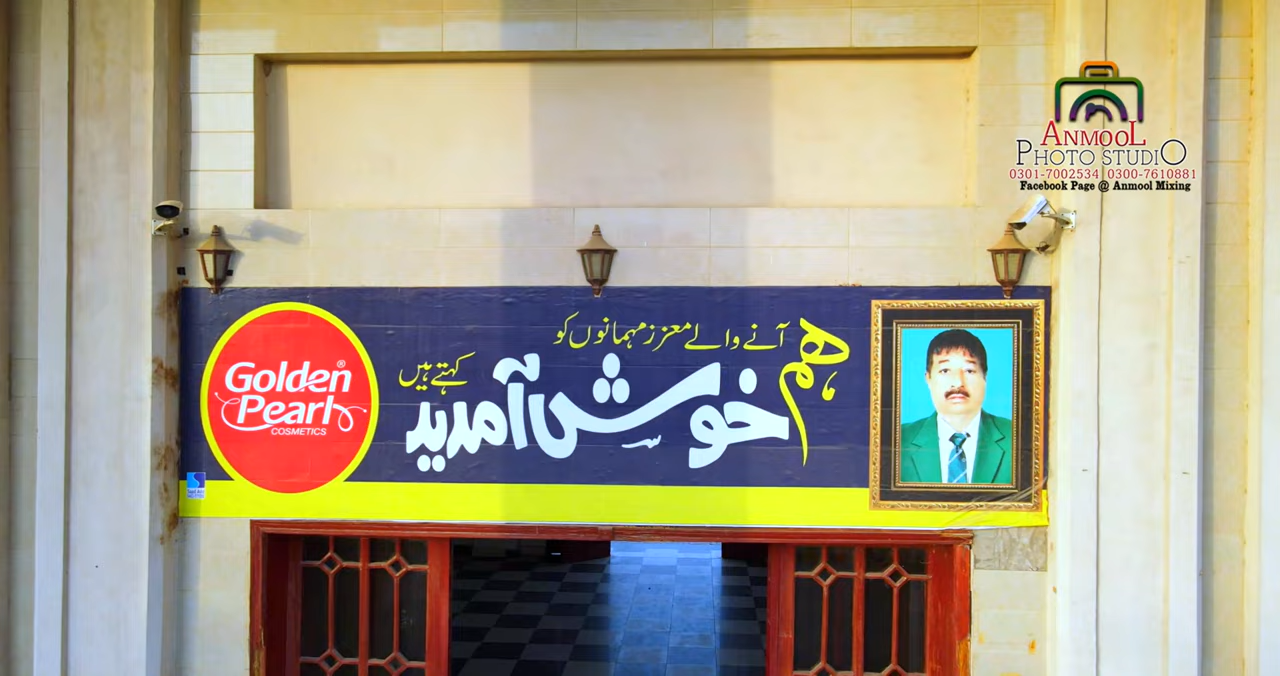 AnmooL
Photo Studio
0301-7002534 0300-7610881
Facebook Page @ Anmool Mixing
Golden
Pearl®
COSMETICS
ہم آنے والے معزز مہمانوں کو
خوش آمدید
کہتے ہیں